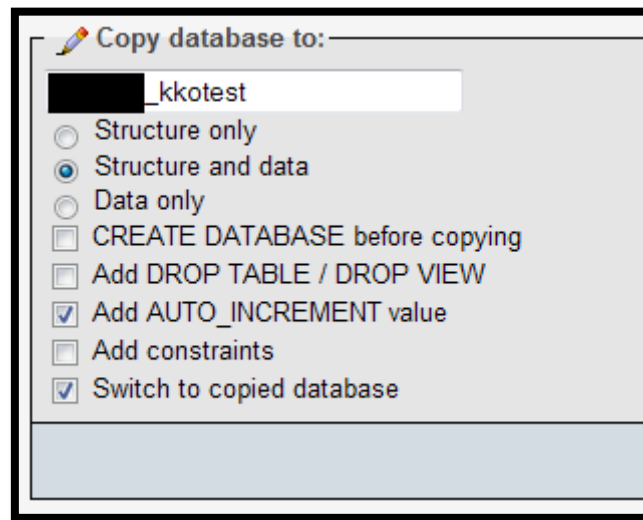 Copy database to:
_kkotest
Structure only
Structure and data
Data only
CREATE DATABASE before copying
Add DROP TABLE / DROP VIEW
Add AUTO_INCREMENT value
Add constraints
Switch to copied database